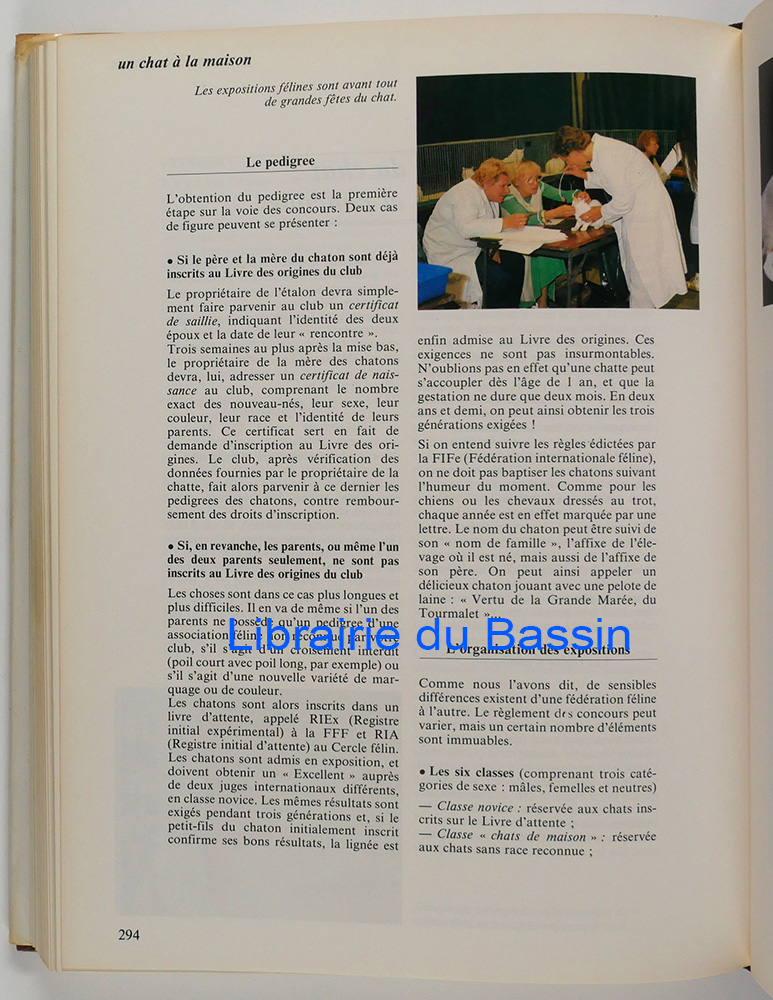 un chat à la maison
Les expositions félines sont avant tout
de grandes fêtes du chat.
Le pedigree
L'obtention du pedigree est la première
étape sur la voie des concours. Deux cas
de figure peuvent se présenter :
• Si le père et la mère du chaton sont déjà
inscrits au Livre des origines du club
Le propriétaire de l'étalon devra simple-
ment faire parvenir au club un certificat
de saillie, indiquant l'identité des deux
époux et la date de leur « rencontre ».
Trois semaines au plus après la mise bas,
le propriétaire de la mère des chatons
devra, lui, adresser un certificat de nais-
sance au club, comprenant le nombre
exact des nouveau-nés, leur sexe, leur
couleur, leur race et l'identité de leurs
parents. Ce certificat sert en fait de
demande d'inscription au Livre des ori-
gines. Le club, après vérification des
données fournies par le propriétaire de la
chatte, fait alors parvenir à ce dernier les
pedigrees des chatons, contre rembour-
sement des droits d'inscription.
• Si, en revanche, les parents, ou même l'un
des deux parents seulement, ne sont pas
inscrits au Livre des origines du club
Les choses sont dans ce cas plus longues et
plus difficiles. Il en va de même si l'un des
parents ne possède qu'un pedigree d'une
association féline non reconnue par votre
club, s'il s'agit d'un croisement interdit
(poil court avec poil long, par exemple) ou
s'il s'agit d'une nouvelle variété de mar-
quage ou de couleur.
Les chatons sont alors inscrits dans un
livre d'attente, appelé RIEx (Registre
initial expérimental) à la FFF et RIA
(Registre initial d'attente) au Cercle félin.
Les chatons sont admis en exposition, et
doivent obtenir un « Excellent » auprès
de deux juges internationaux différents,
en classe novice. Les mêmes résultats sont
exigés pendant trois générations et, si le
petit-fils du chaton initialement inscrit
confirme ses bons résultats, la lignée est
enfin admise au Livre des origines. Ces
exigences ne sont pas insurmontables.
N'oublions pas en effet qu'une chatte peut
s'accoupler dès l'âge de 1 an, et que la
gestation ne dure que deux mois. En deux
ans et demi, on peut ainsi obtenir les trois
générations exigées !
Si on entend suivre les règles édictées par
la FIFe (Fédération internationale féline),
on ne doit pas baptiser les chatons suivant
l'humeur du moment. Comme pour les
chiens ou les chevaux dressés au trot,
chaque année est en effet marquée par une
lettre. Le nom du chaton peut être suivi de
son « nom de famille », l'affixe de l'éle-
vage où il est né, mais aussi de l'affixe de
son père. On peut ainsi appeler un
délicieux chaton jouant avec une pelote de
laine : « Vertu de la Grande Marée, du
Tourmalet »...
Librairie du Bassin
L'organisation des expositions
Comme nous l'avons dit, de sensibles
différences existent d'une fédération féline
à l'autre. Le règlement des concours peut
varier, mais un certain nombre d'éléments
sont immuables.
• Les six classes (comprenant trois caté-
gories de sexe : mâles, femelles et neutres)
— Classe novice : réservée aux chats ins-
crits sur le Livre d'attente ;
— Classe « chats de maison » : réservée
aux chats sans race reconnue ;
294